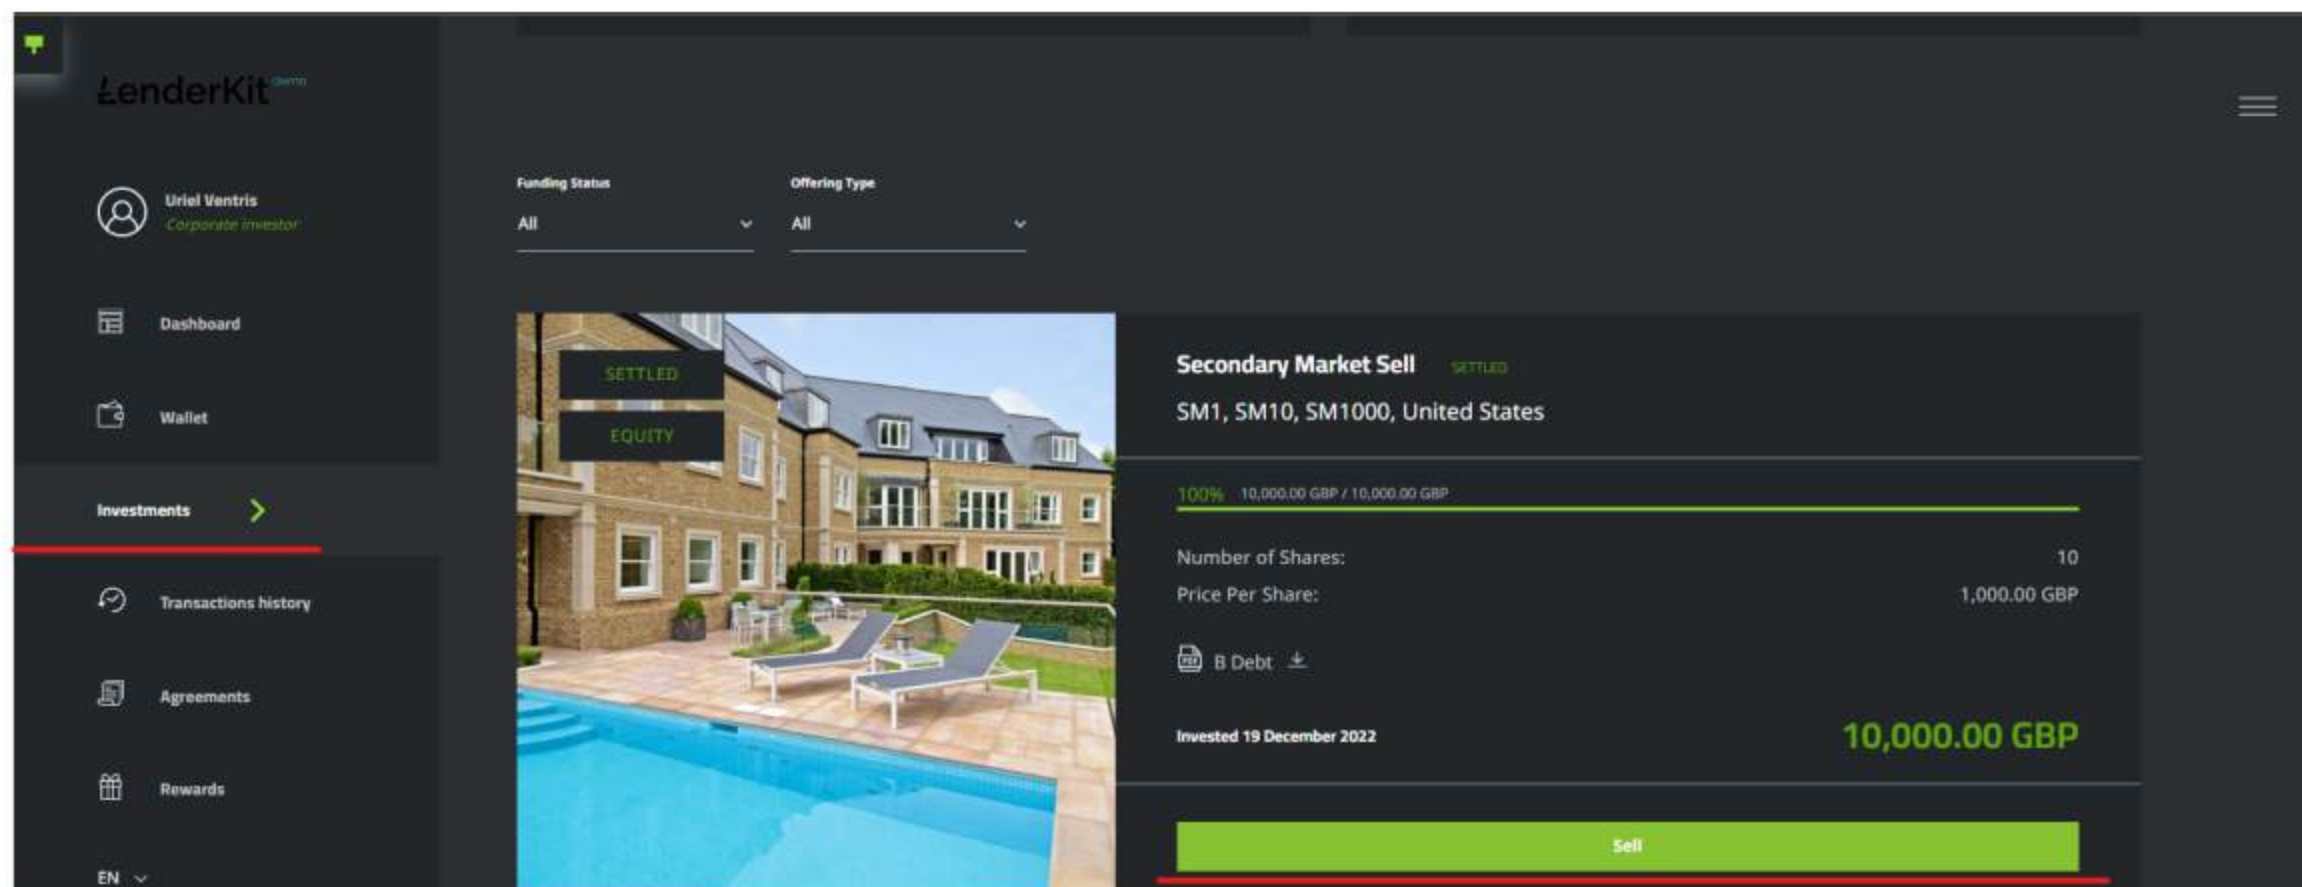 LenderKit demo
Uriel Ventris
Corporate investor
Dashboard
Wallet
Investments
Transactions history
Agreements
Rewards
EN
Funding Status
All
Offering Type
All
SETTLED
EQUITY
Secondary Market Sell SETTLED
SM1, SM10, SM1000, United States
100% 10,000.00 GBP / 10,000.00 GBP
Number of Shares: 10
Price Per Share: 1,000.00 GBP
PDF B Debt
Invested 19 December 2022 10,000.00 GBP
Sell